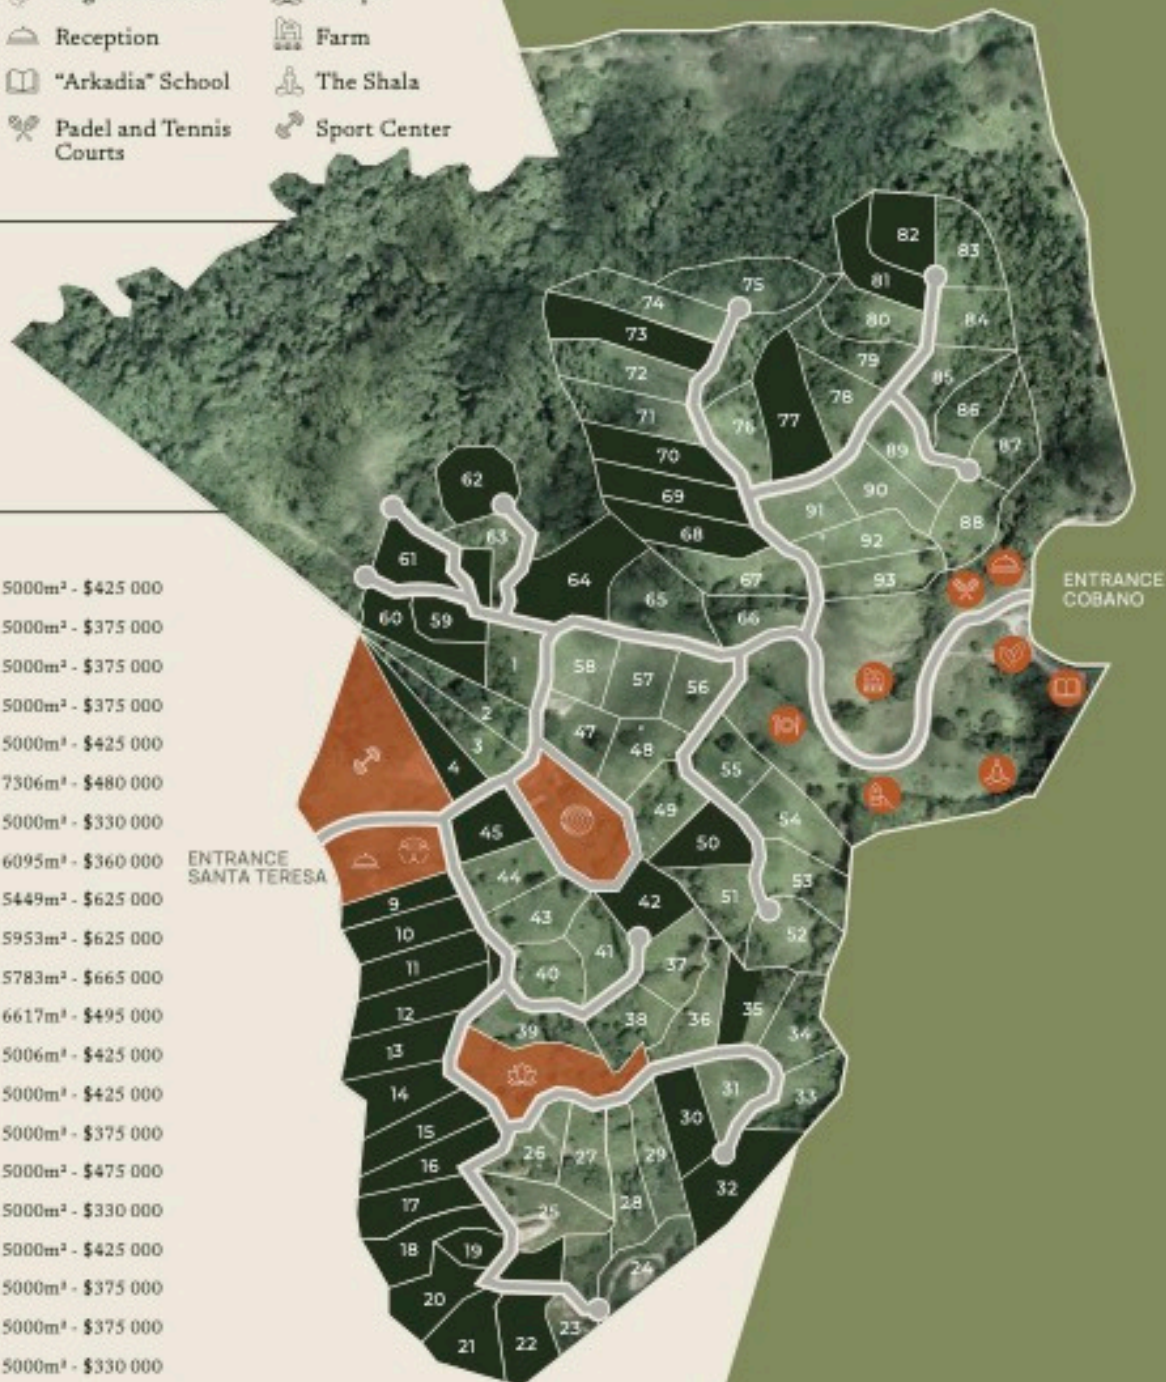 Reception
Farm
"Arkadia" School
The Shala
Padel and Tennis
Courts
Sport Center
5000m² - $425 000
5000m² - $375 000
5000m² - $375 000
5000m² - $375 000
5000m² - $425 000
7306m² - $480 000
5000m² - $330 000
6095m² - $360 000
5449m² - $625 000
5953m² - $625 000
5783m² - $665 000
6617m² - $495 000
5006m² - $425 000
5000m² - $425 000
5000m² - $375 000
5000m² - $475 000
5000m² - $330 000
5000m² - $425 000
5000m² - $375 000
5000m² - $375 000
5000m² - $330 000
82
83
81
75
74
80
84
73
79
72
85
78
86
71
77
76
87
70
89
62
90
69
91
88
68
63
92
61
64
67
93
ENTRANCE
COBANO
65
60
59
66
1
58
57
56
2
47
3
48
4
55
49
54
45
50
ENTRANCE
SANTA TERESA
44
53
51
9
42
43
10
52
41
37
11
40
35
12
38
36
39
34
13
31
14
33
30
15
26
27
29
16
32
28
17
25
18
19
24
20
23
22
21